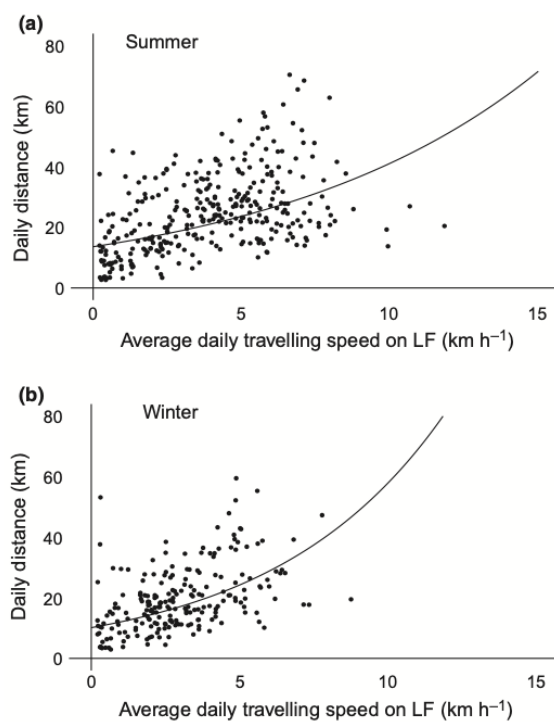 (a)
Summer
80
60
40
20
0
Daily distance (km)
0 5 10 15
Average daily travelling speed on LF (km h⁻¹)
(b)
Winter
80
60
40
20
0
Daily distance (km)
0 5 10 15
Average daily travelling speed on LF (km h⁻¹)